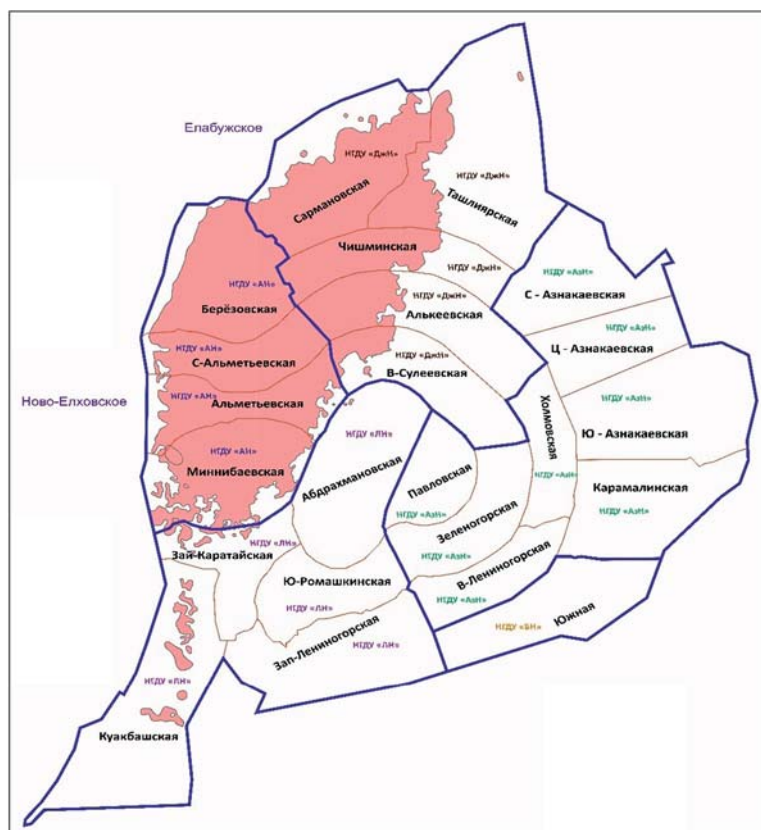 Елабужское
НГДУ «ДжН»
Сармановская
НГДУ «ДжН»
Ташлиярская
Чишминская
НГДУ «ДжН»
НГДУ «АзН»
С - Азнакаевская
НГДУ «АН»
Берёзовская
НГДУ «ДжН»
Алькеевская
НГДУ «АзН»
Ц - Азнакаевская
НГДУ «АН»
С-Альметьевская
НГДУ «ДжН»
В-Сулеевская
Ново-Елховское
НГДУ «АН»
Альметьевская
Холмовская
НГДУ «АзН»
НГДУ «АзН»
Ю - Азнакаевская
НГДУ «АН»
Миннибаевская
НГДУ «ЛН»
Абдрахмановская
Павловская
НГДУ «АзН»
Карамалинская
НГДУ «АзН»
НГДУ «ЛН»
Зай-Каратайская
Зеленогорская
НГДУ «АзН»
Ю-Ромашкинская
НГДУ «ЛН»
В-Лениногорская
НГДУ «АзН»
Зап-Лениногорская
НГДУ «ЛН»
НГДУ «БН»
Южная
НГДУ «ЛН»
Куакбашская